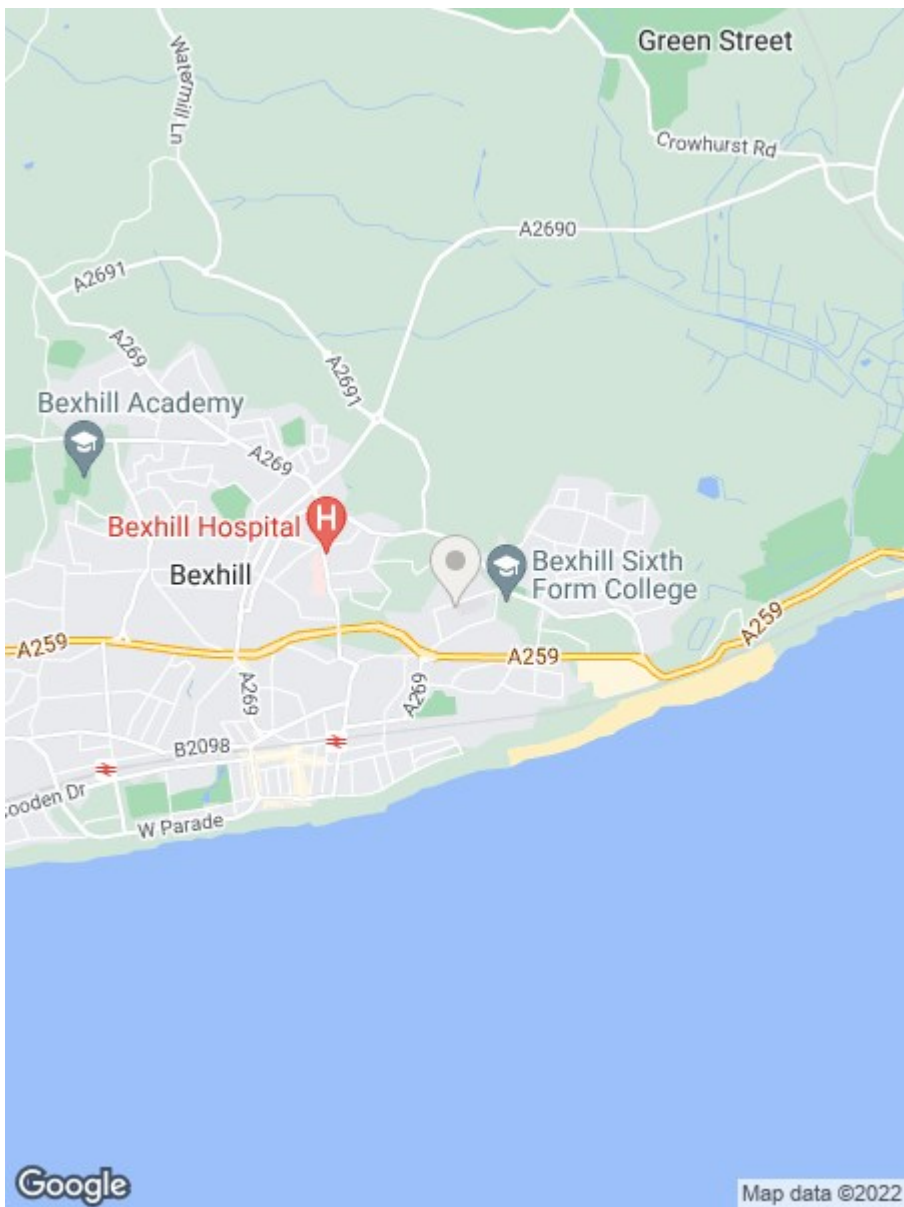 Green Street
Watermill Ln
Crowhurst Rd
A2690
A2691
A269
A2691
Bexhill Academy
A269
Bexhill Hospital
H
Bexhill
Bexhill Sixth
Form College
A259
A259
A259
A269
A269
B2098
Cooden Dr
W Parade
Google
Map data ©2022